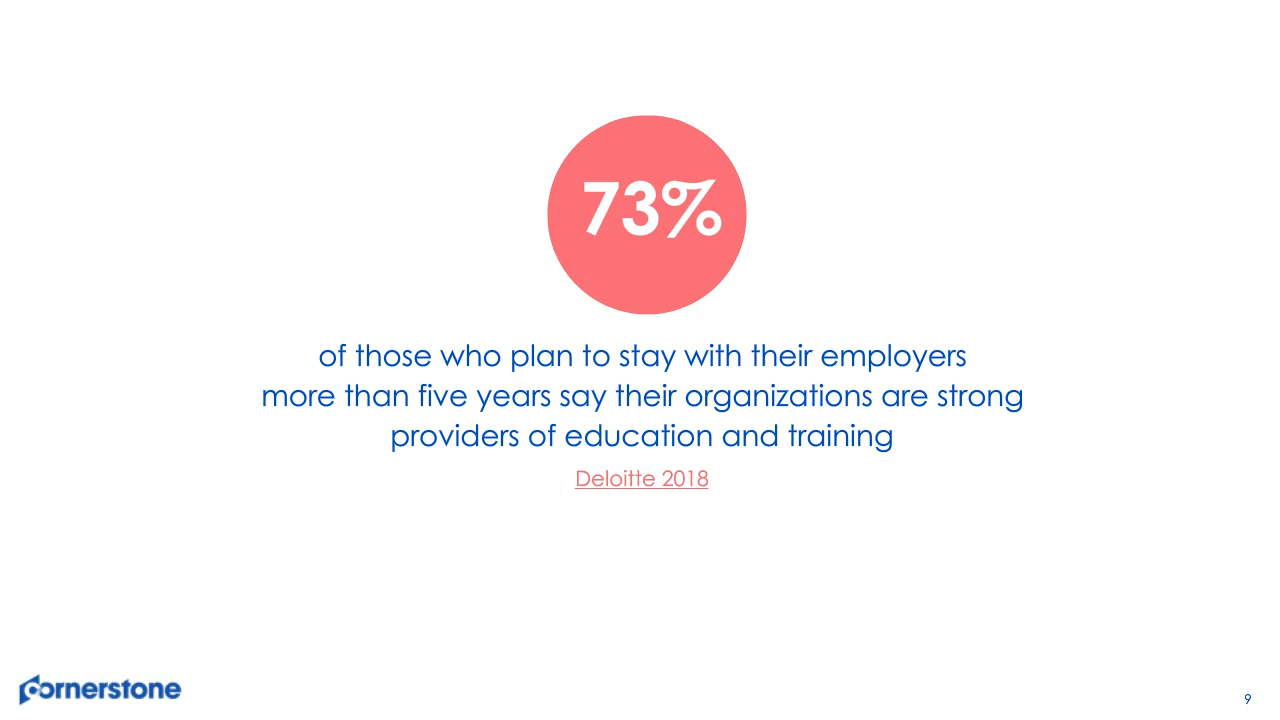 73%
of those who plan to stay with their employers
more than five years say their organizations are strong
providers of education and training
Deloitte 2018
Cornerstone
9